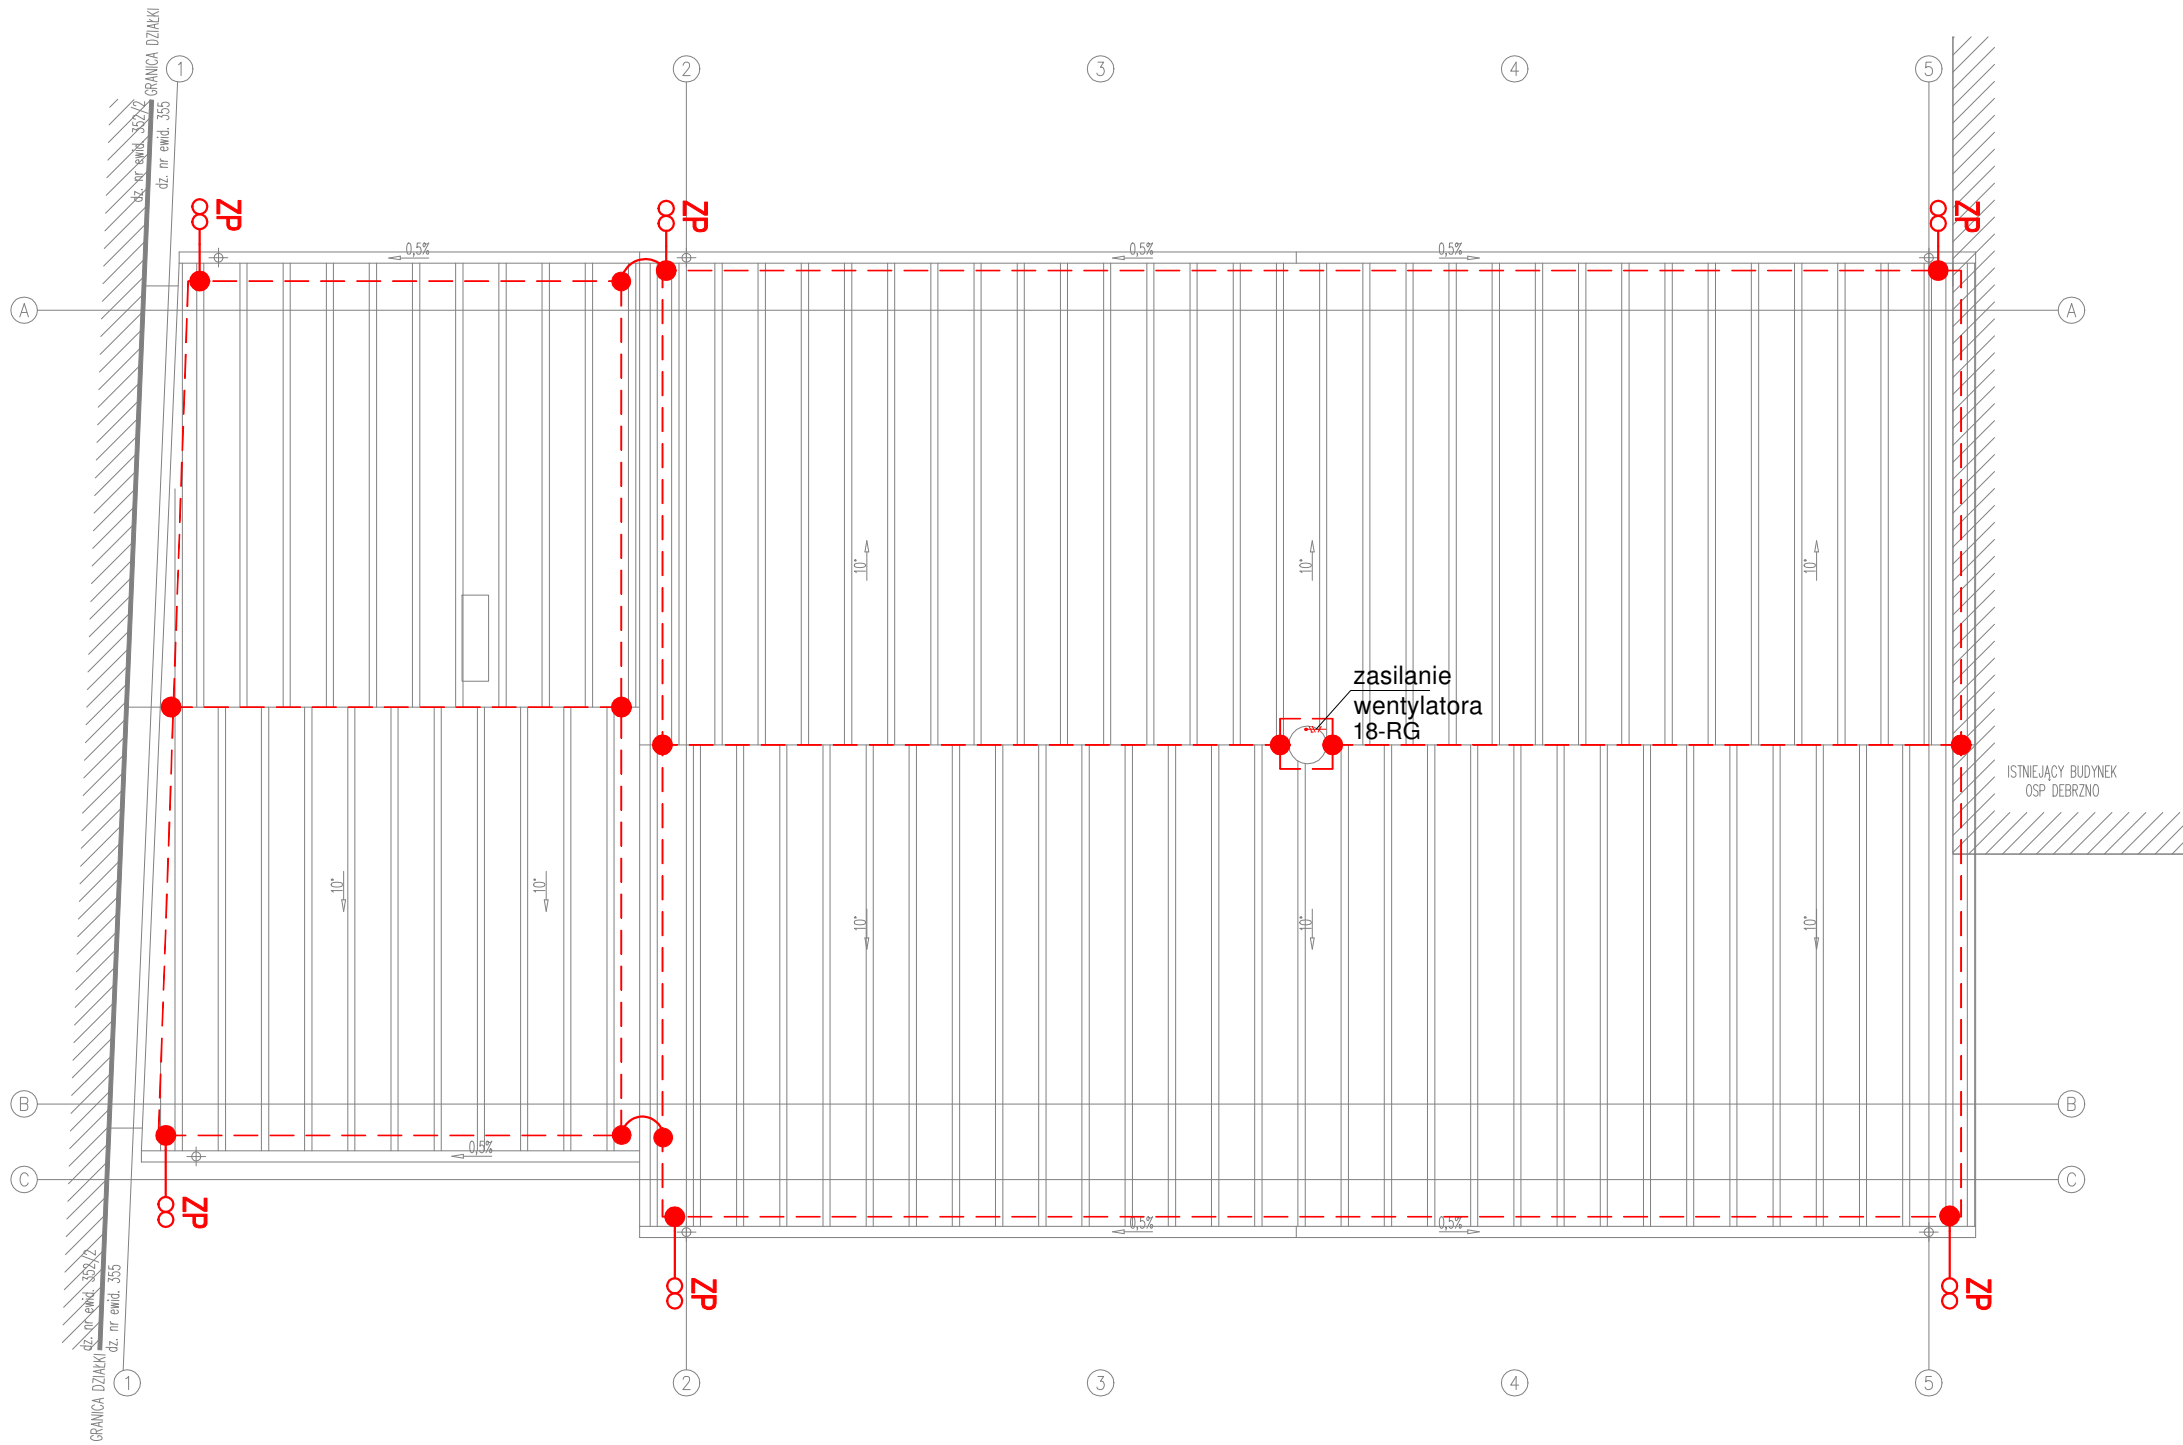 GRANICA DZIAŁKI
dz. nr ewid. 352/2
dz. nr ewid. 355
1
2
3
4
5
ZP
ZP
ZP
0,5%
0,5%
0,5%
A
A
10°
10°
10°
zasilanie
wentylatora
18-RG
ISTNIEJĄCY BUDYNEK
OSP DEBRZNO
10°
10°
10°
10°
10°
B
B
0,5%
C
C
ZP
0,5%
0,5%
ZP
ZP
dz. nr ewid. 352/2
dz. nr ewid. 355
GRANICA DZIAŁKI
1
2
3
4
5